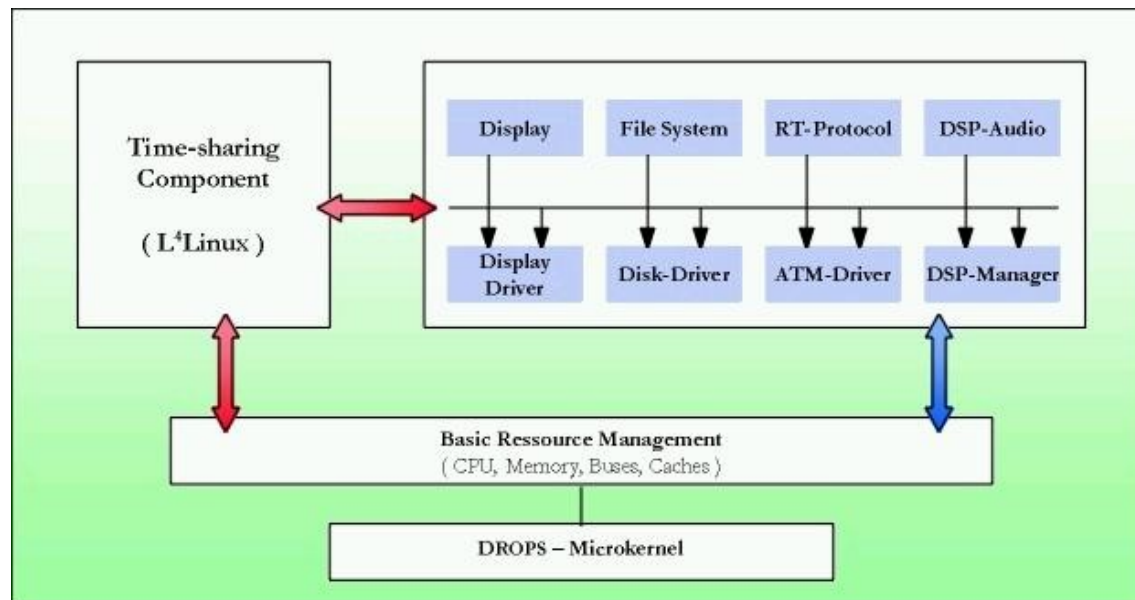 Time-sharing
Component
( L⁴Linux )
Display
File System
RT-Protocol
DSP-Audio
Display
Driver
Disk-Driver
ATM-Driver
DSP-Manager
Basic Ressource Management
( CPU, Memory, Buses, Caches )
DROPS – Microkernel